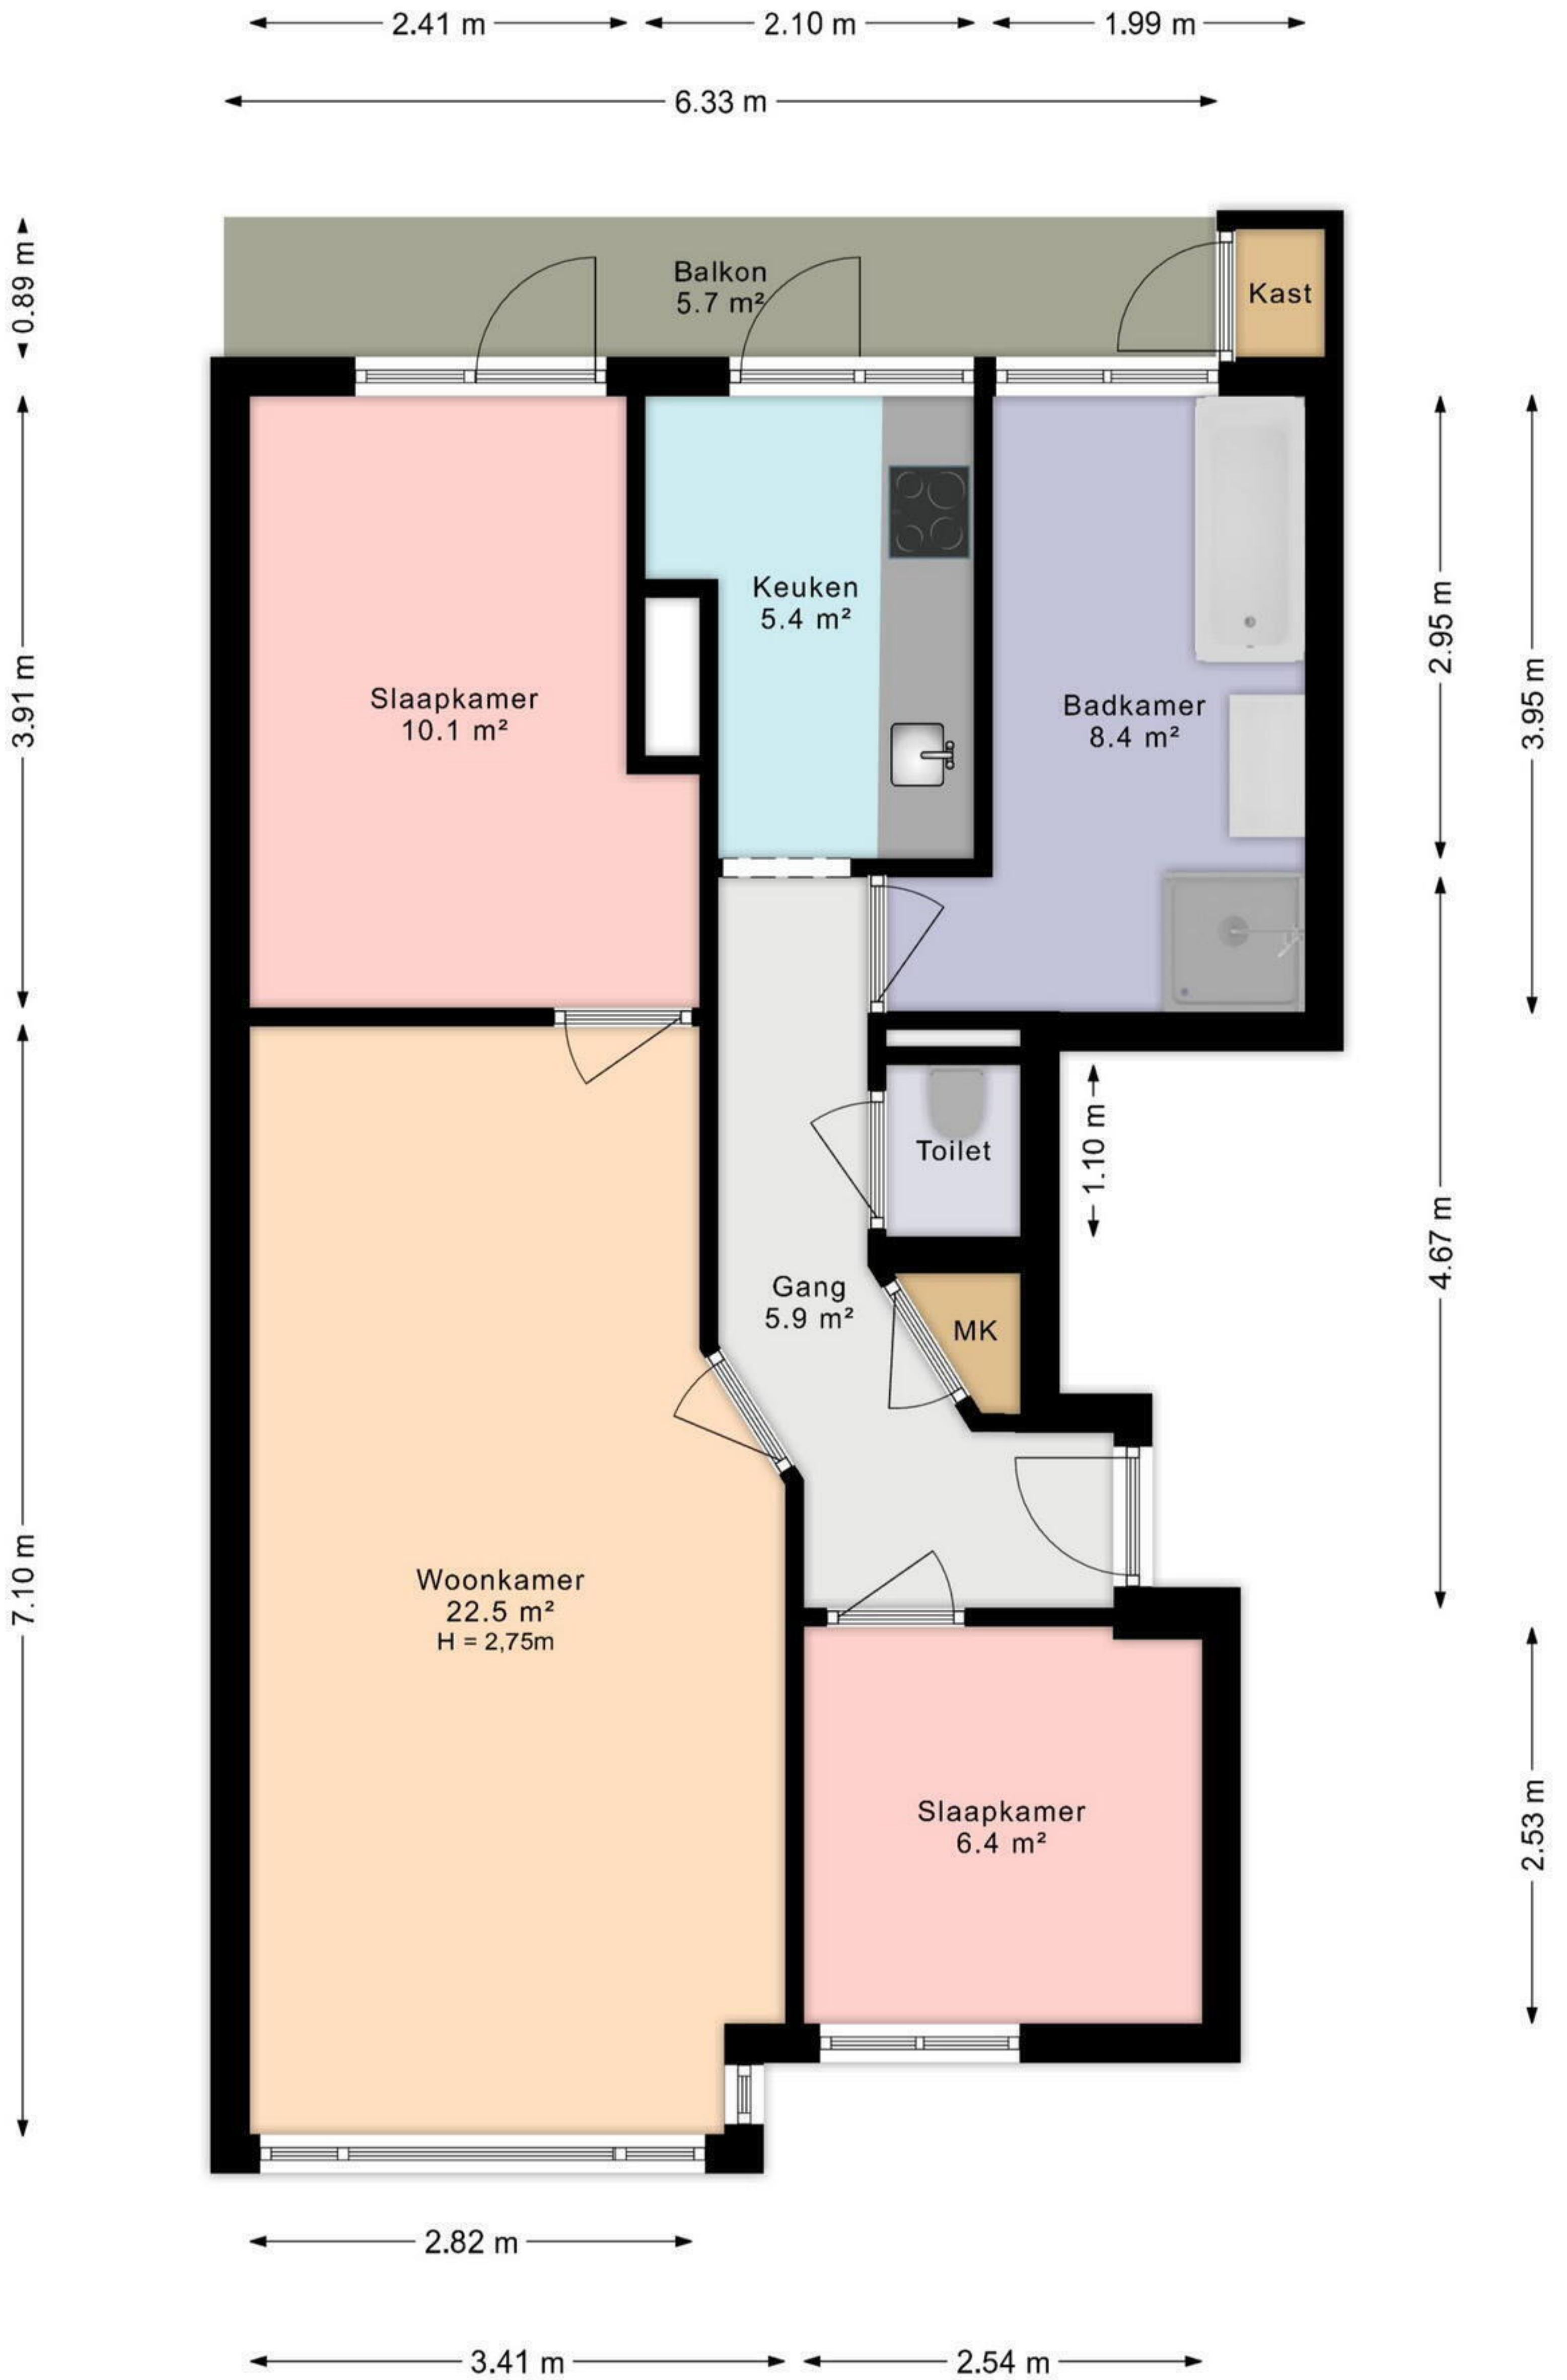 2.41 m
2.10 m
1.99 m
6.33 m
0.89 m
Balkon
5.7 m²
Kast
3.91 m
2.95 m
3.95 m
Keuken
5.4 m²
Slaapkamer
10.1 m²
Badkamer
8.4 m²
1.10 m
Toilet
4.67 m
Gang
5.9 m²
MK
7.10 m
Woonkamer
22.5 m²
H = 2,75m
Slaapkamer
6.4 m²
2.53 m
2.82 m
3.41 m
2.54 m